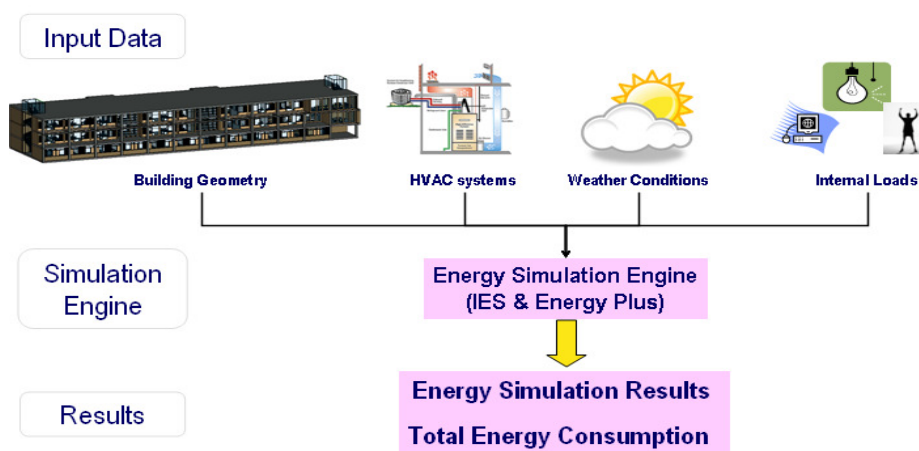 Input Data
Building Geometry
HVAC systems
Weather Conditions
Internal Loads
Simulation
Engine
Energy Simulation Engine
(IES & Energy Plus)
Results
Energy Simulation Results
Total Energy Consumption